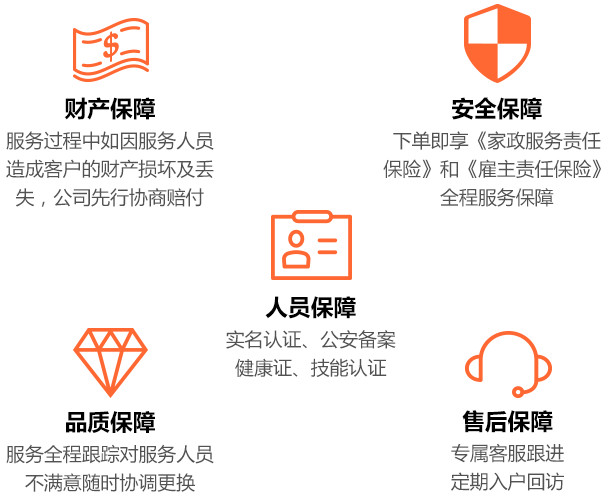 $
财产保障
服务过程中如因服务人员
造成客户的财产损坏及丢
失，公司先行协商赔付
安全保障
下单即享《家政服务责任
保险》和《雇主责任保险》
全程服务保障
人员保障
实名认证、公安备案
健康证、技能认证
品质保障
服务全程跟踪对服务人员
不满意随时协调更换
售后保障
专属客服跟进
定期入户回访